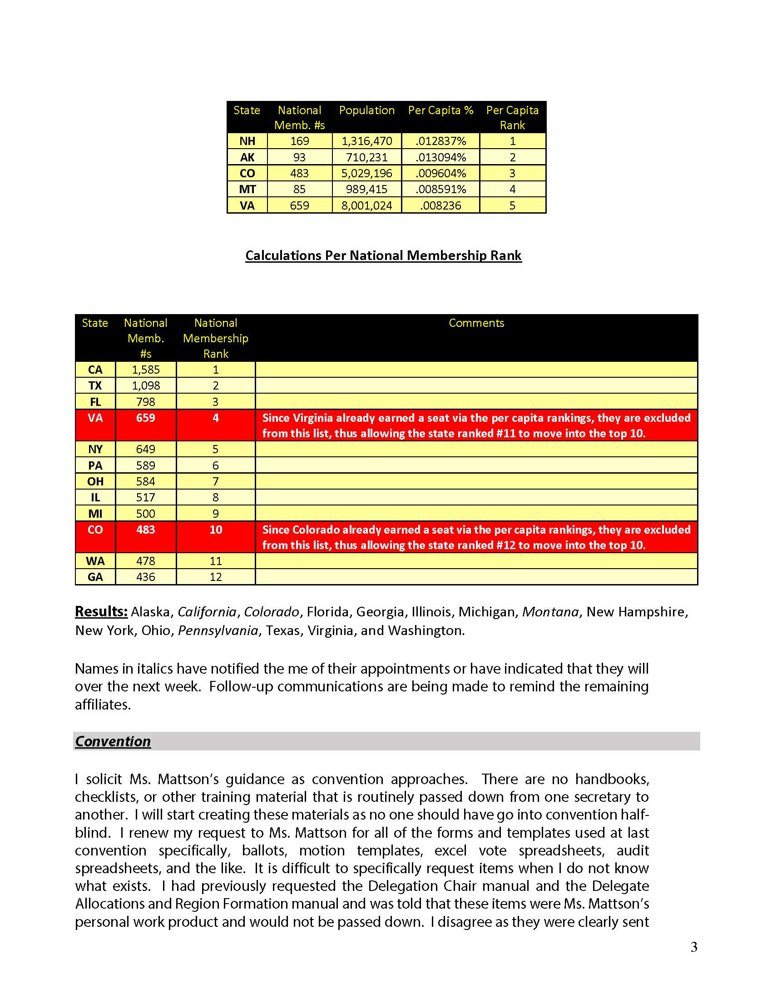 State National Population Per Capita % Per Capita
Memb. #s Rank
NH 169 1,316,470 .012837% 1
AK 93 710,231 .013094% 2
CO 483 5,029,196 .009604% 3
MT 85 989,415 .008591% 4
VA 659 8,001,024 .008236 5
Calculations Per National Membership Rank
State National National Comments
Memb. Membership
#s Rank
CA 1,585 1
TX 1,098 2
FL 798 3
VA 659 4 Since Virginia already earned a seat via the per capita rankings, they are excluded
from this list, thus allowing the state ranked #11 to move into the top 10.
NY 649 5
PA 589 6
OH 584 7
IL 517 8
MI 500 9
CO 483 10 Since Colorado already earned a seat via the per capita rankings, they are excluded
from this list, thus allowing the state ranked #12 to move into the top 10.
WA 478 11
GA 436 12
Results: Alaska, California, Colorado, Florida, Georgia, Illinois, Michigan, Montana, New Hampshire,
New York, Ohio, Pennsylvania, Texas, Virginia, and Washington.
Names in italics have notified the me of their appointments or have indicated that they will
over the next week. Follow-up communications are being made to remind the remaining
affiliates.
Convention
I solicit Ms. Mattson’s guidance as convention approaches. There are no handbooks,
checklists, or other training material that is routinely passed down from one secretary to
another. I will start creating these materials as no one should have go into convention half-
blind. I renew my request to Ms. Mattson for all of the forms and templates used at last
convention specifically, ballots, motion templates, excel vote spreadsheets, audit
spreadsheets, and the like. It is difficult to specifically request items when I do not know
what exists. I had previously requested the Delegation Chair manual and the Delegate
Allocations and Region Formation manual and was told that these items were Ms. Mattson’s
personal work product and would not be passed down. I disagree as they were clearly sent
3